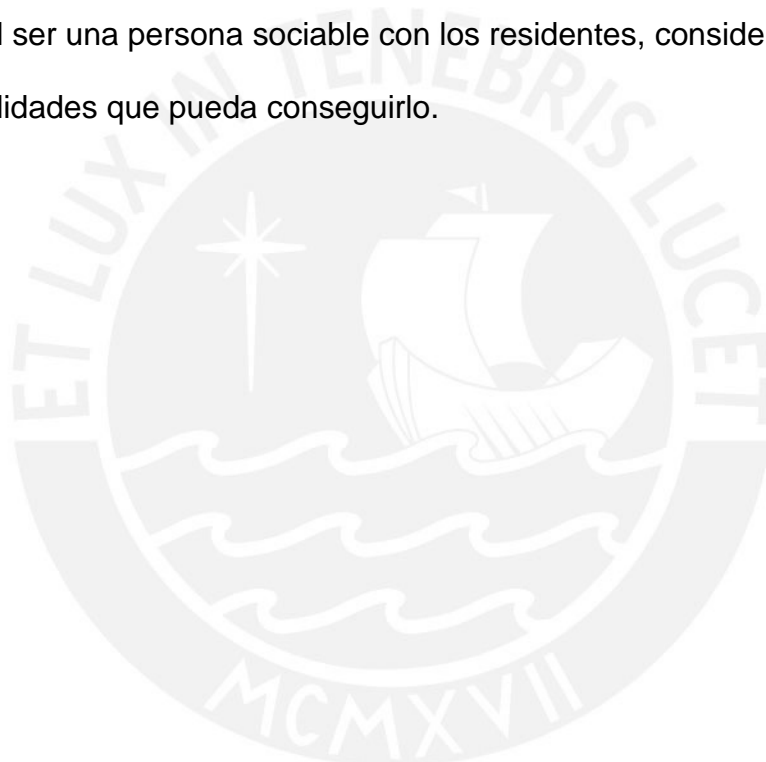 l ser una persona sociable con los residentes, conside
lidades que pueda conseguirlo.
ET LUX IN TENEBRIS LUCET
MCMXVII